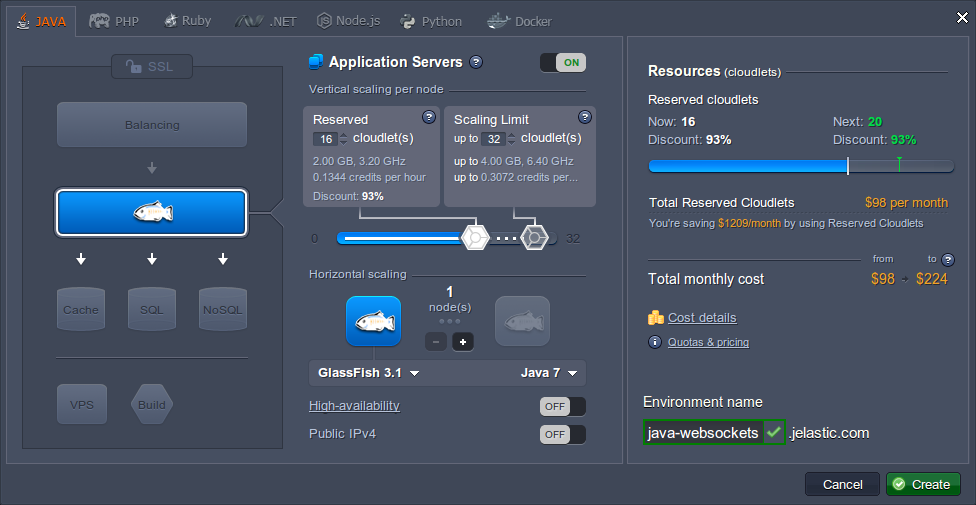 JAVA PHP Ruby .NET Node.js Python Docker
SSL
Balancing
Cache SQL NoSQL
VPS Build
Application Servers ? ON
Vertical scaling per node
Reserved ?
16 cloudlet(s)
2.00 GB, 3.20 GHz
0.1344 credits per hour
Discount: 93%
Scaling Limit ?
up to 32 cloudlet(s)
up to 4.00 GB, 6.40 GHz
up to 0.3072 credits per...
0 32
Horizontal scaling
1
node(s)
GlassFish 3.1 Java 7
High-availability OFF
Public IPv4 OFF
Resources (cloudlets)
Reserved cloudlets
Now: 16 Next: 20
Discount: 93% Discount: 93%
Total Reserved Cloudlets $98 per month
You're saving $1209/month by using Reserved Cloudlets
from to ?
Total monthly cost $98 $224
Cost details
Quotas & pricing
Environment name
java-websockets .jelastic.com
Cancel Create